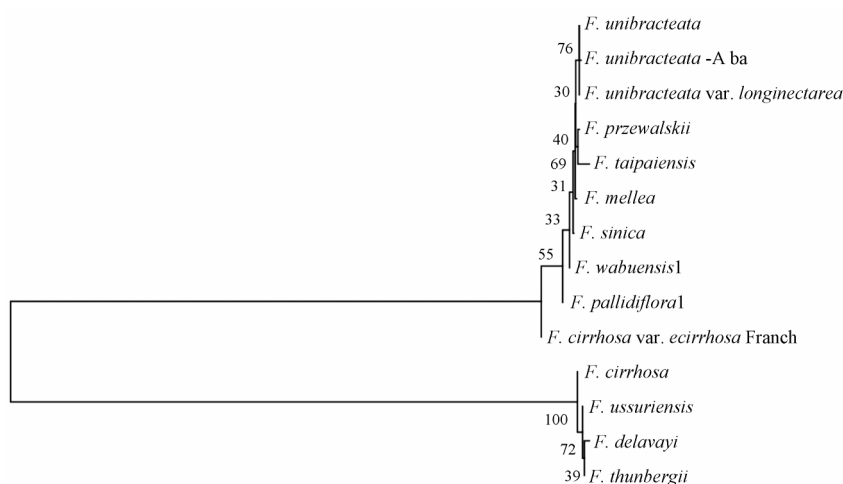 F. unibracteata
76
F. unibracteata -A ba
30
F. unibracteata var. longinectarea
F. przewalskii
40
69
F. taipaiensis
31
F. mellea
33
F. sinica
55
F. wabuensis1
F. pallidiflora1
F. cirrhosa var. ecirrhosa Franch
F. cirrhosa
F. ussuriensis
100
F. delavayi
72
39
F. thunbergii